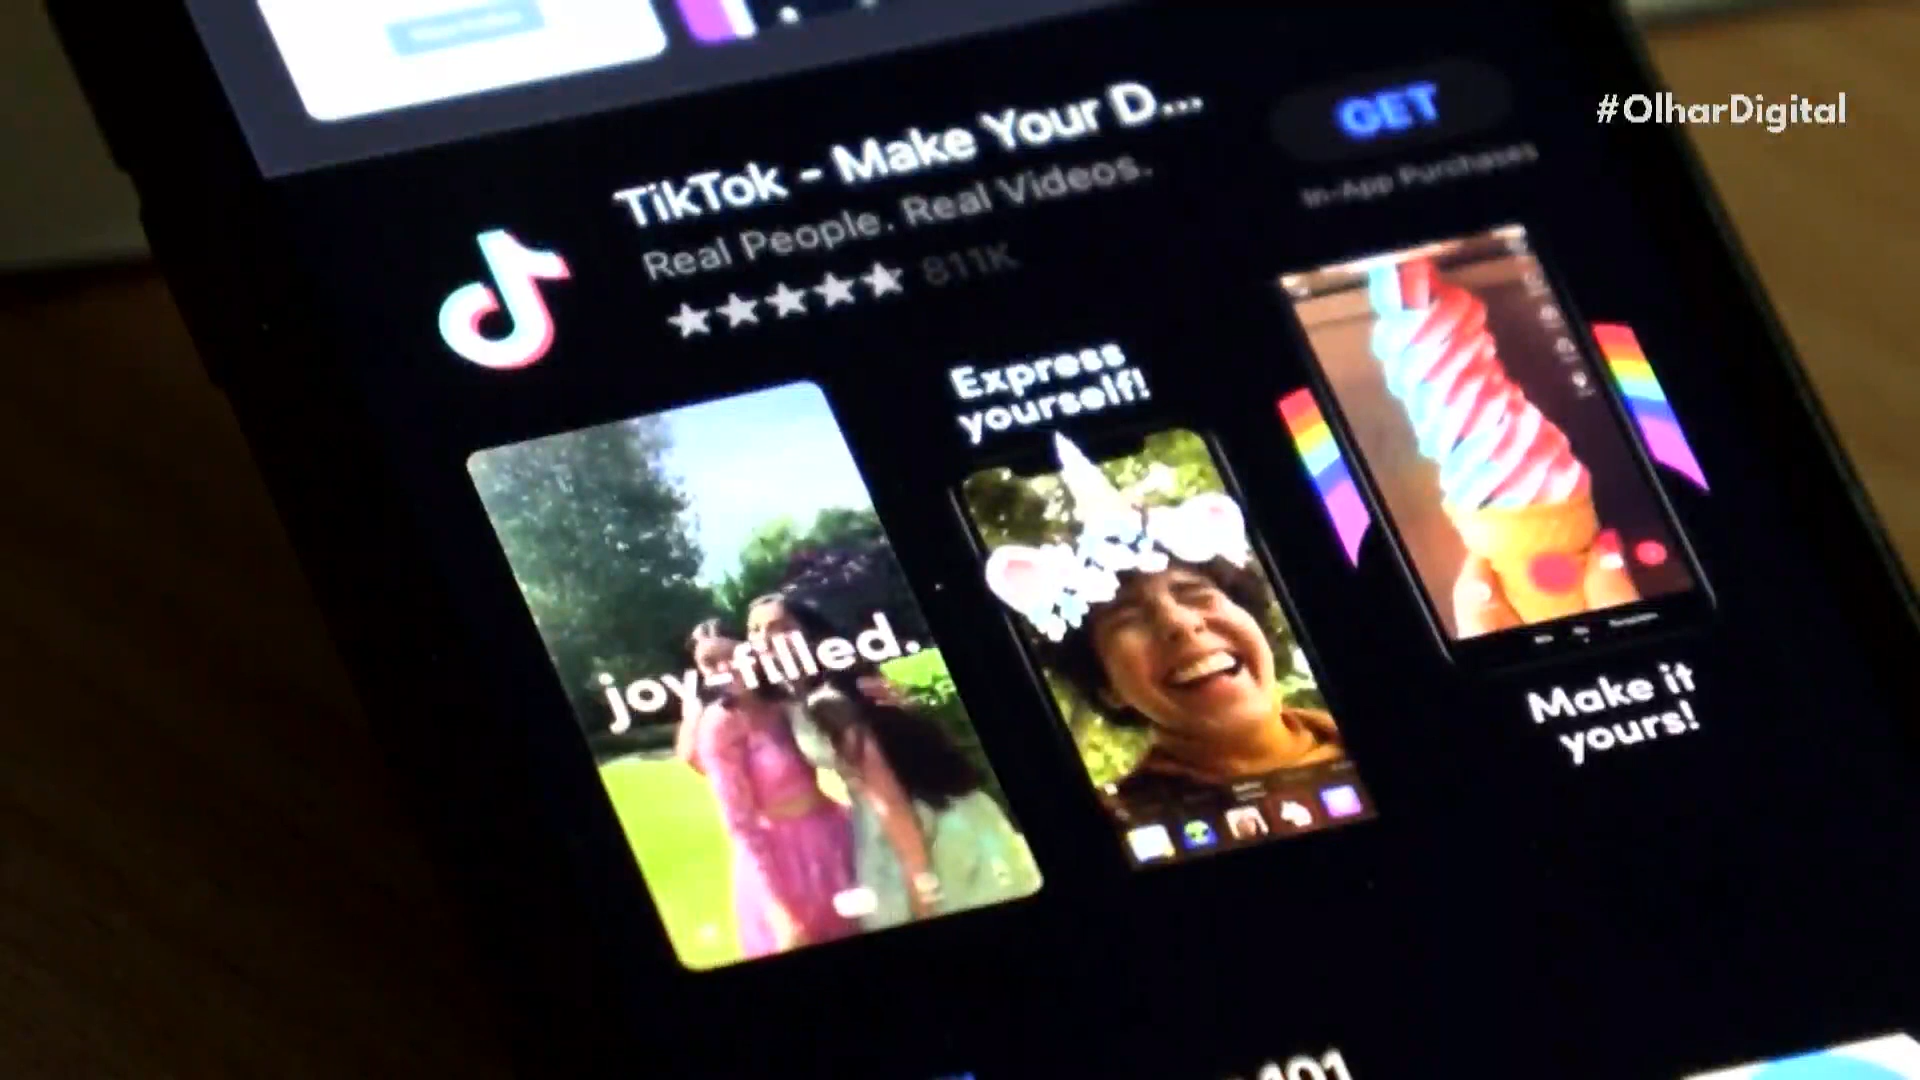 #OlharDigital
TikTok - Make Your D...
GET
Real People. Real Videos.
In-App Purchases
811K
Express
yourself!
joy-filled.
Make it
yours!
101